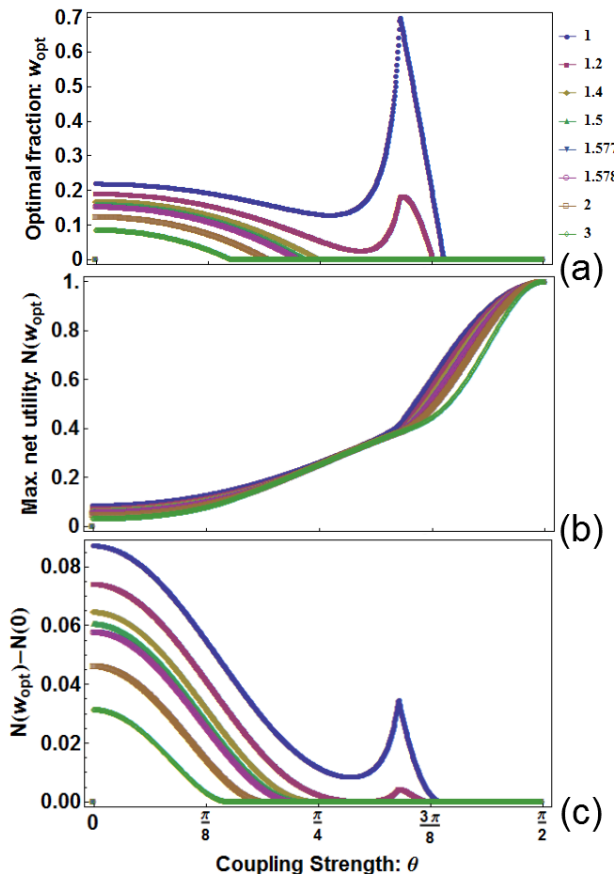 0.7
0.6
0.5
0.4
0.3
0.2
0.1
0
Optimal fraction: w_opt
1
1.2
1.4
1.5
1.577
1.578
2
3
(a)
1.
0.8
0.6
0.4
0.2
0
Max. net utility: N(w_opt)
(b)
0.08
0.06
0.04
0.02
0.00
N(w_opt)−N(0)
0
π/8
π/4
3π/8
π/2
(c)
Coupling Strength: θ